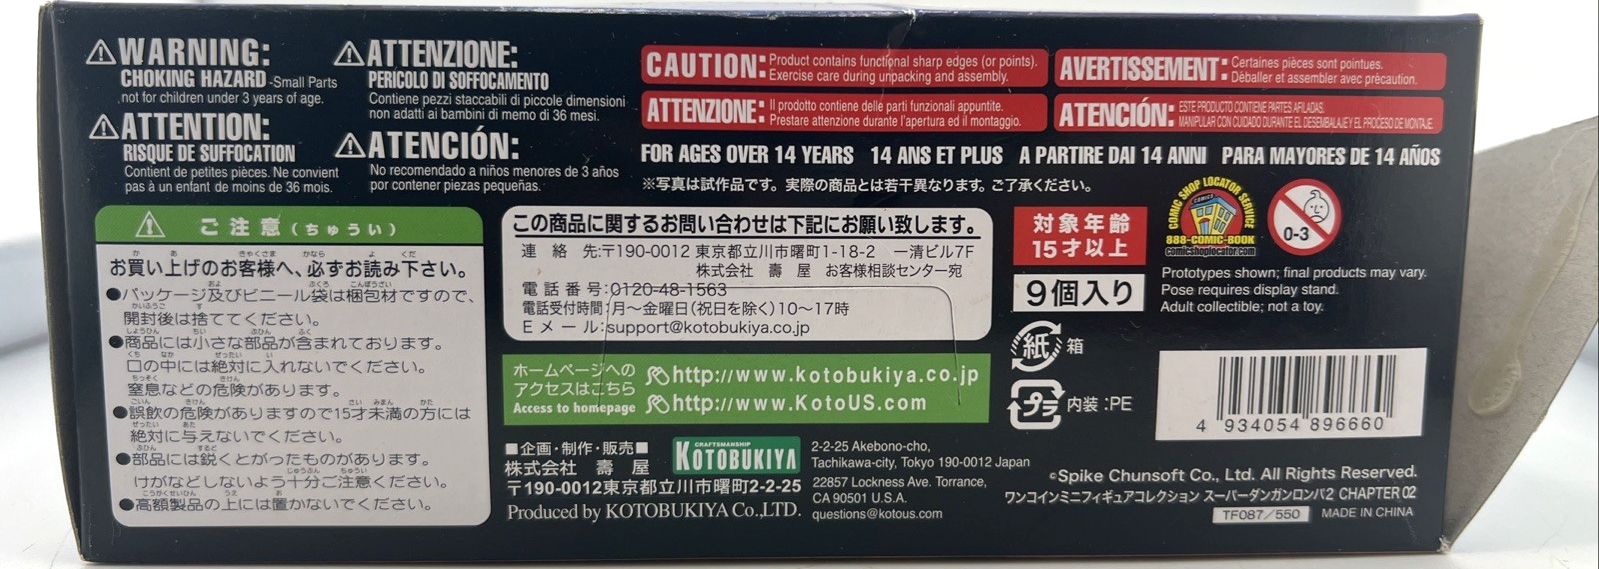 ⚠WARNING:
CHOKING HAZARD -Small Parts
not for children under 3 years of age.
⚠ATTENZIONE:
PERICOLO DI SOFFOCAMENTO
Contiene pezzi staccabili di piccole dimensioni
non adatti ai bambini di memo di 36 mesi.
⚠ATTENTION:
RISQUE DE SUFFOCATION
Contient de petites pièces. Ne convient
pas à un enfant de moins de 36 mois.
⚠ATENCIÓN:
No recomendado a niños menores de 3 años
por contener piezas pequeñas.
CAUTION: Product contains functional sharp edges (or points).
Exercise care during unpacking and assembly.
AVERTISSEMENT: Certaines pièces sont pointues.
Déballer et assembler avec précaution.
ATTENZIONE: Il prodotto contiene delle parti funzionali appuntite.
Prestare attenzione durante l'apertura ed il montaggio.
ATENCIÓN: ESTE PRODUCTO CONTIENE PARTES AFILADAS.
MANIPULAR CON CUIDADO DURANTE EL DESEMBALAJE Y EL PROCESO DE MONTAJE.
FOR AGES OVER 14 YEARS 14 ANS ET PLUS A PARTIRE DAI 14 ANNI PARA MAYORES DE 14 AÑOS
※写真は試作品です。実際の商品とは若干異なります。ご了承ください。
ご注意(ちゅうい)
お買い上げのお客様へ、必ずお読み下さい。
●パッケージ及びビニール袋は梱包材ですので、
開封後は捨ててください。
●商品には小さな部品が含まれております。
口の中には絶対に入れないでください。
窒息などの危険があります。
●誤飲の危険がありますので15才未満の方には
絶対に与えないでください。
●部品には鋭くとがったものがあります。
けがなどしないよう十分ご注意ください。
●高額製品の上には置かないでください。
この商品に関するお問い合わせは下記にお願い致します。
連絡先:〒190-0012 東京都立川市曙町1-18-2 一清ビル7F
株式会社 壽屋 お客様相談センター宛
電話番号:0120-48-1563
電話受付時間:月〜金曜日(祝日を除く)10〜17時
Eメール:support@kotobukiya.co.jp
ホームページへの
アクセスはこちら
Access to homepage
http://www.kotobukiya.co.jp
http://www.KotoUS.com
■企画・制作・販売■
株式会社 壽屋
〒190-0012東京都立川市曙町2-2-25
Produced by KOTOBUKIYA Co.,LTD.
CRAFTSMANSHIP
KOTOBUKIYA
2-2-25 Akebono-cho,
Tachikawa-city, Tokyo 190-0012 Japan
22857 Lockness Ave. Torrance,
CA 90501 U.S.A.
questions@kotous.com
対象年齢
15才以上
9個入り
紙 箱
プラ 内装:PE
COMIC SHOP LOCATOR SERVICE
COMICS
888-COMIC-BOOK
comicshoplocator.com
0-3
Prototypes shown; final products may vary.
Pose requires display stand.
Adult collectible; not a toy.
4 934054 896660
©Spike Chunsoft Co., Ltd. All Rights Reserved.
ワンコインミニフィギュアコレクション スーパーダンガンロンパ2 CHAPTER 02
TF087/550 MADE IN CHINA